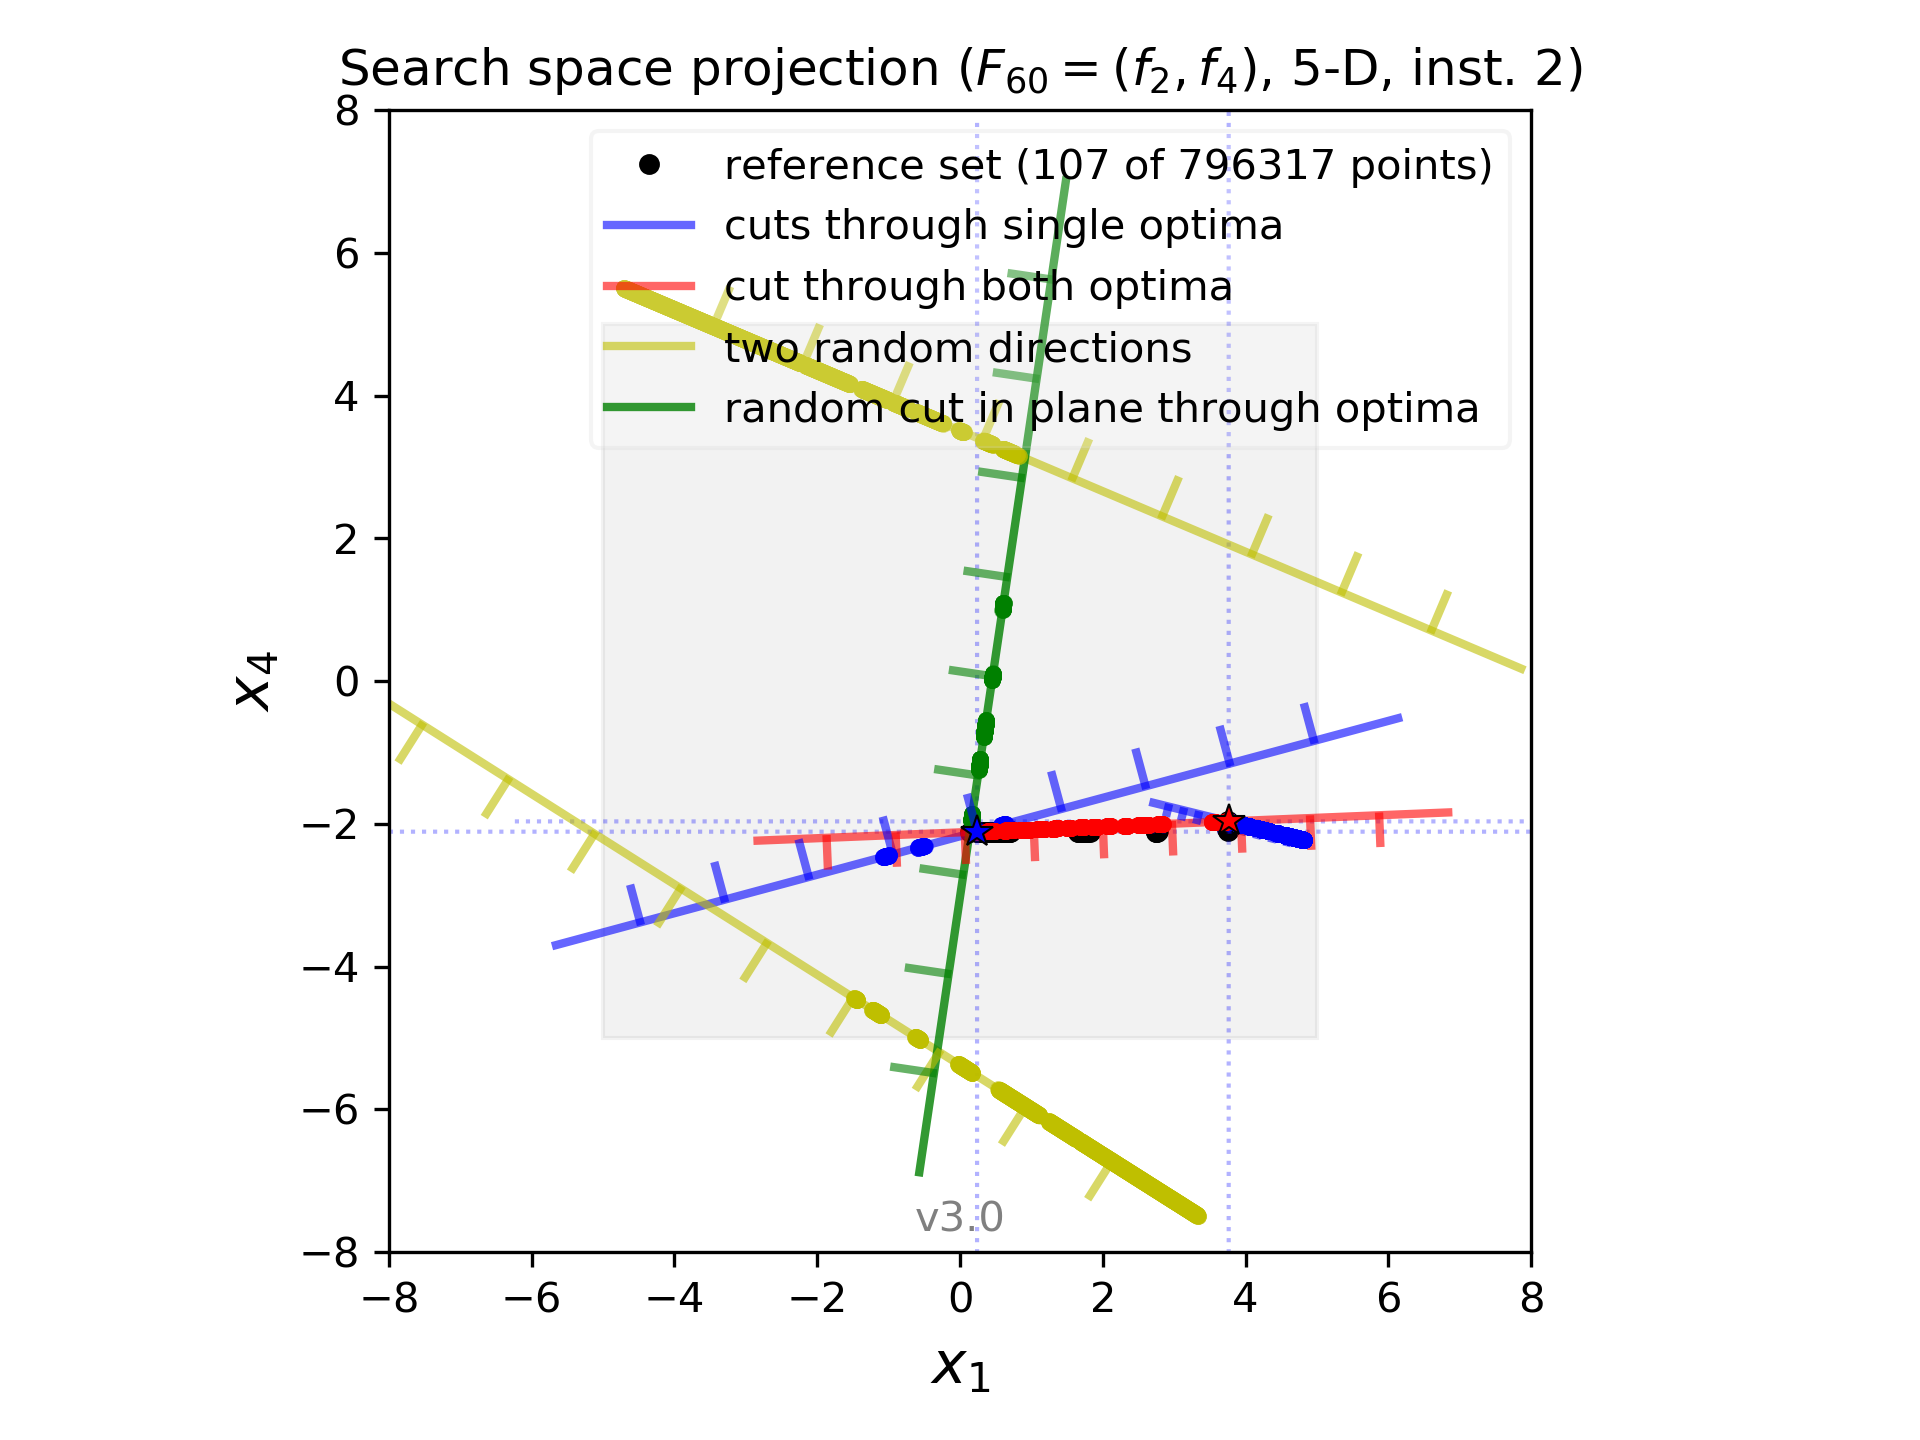 Search space projection (F₆₀ = (f₂, f₄), 5-D, inst. 2)
reference set (107 of 796317 points)
cuts through single optima
cut through both optima
two random directions
random cut in plane through optima
8
6
4
2
0
−2
−4
−6
−8
x₄
v3.0
−8 −6 −4 −2 0 2 4 6 8
x₁